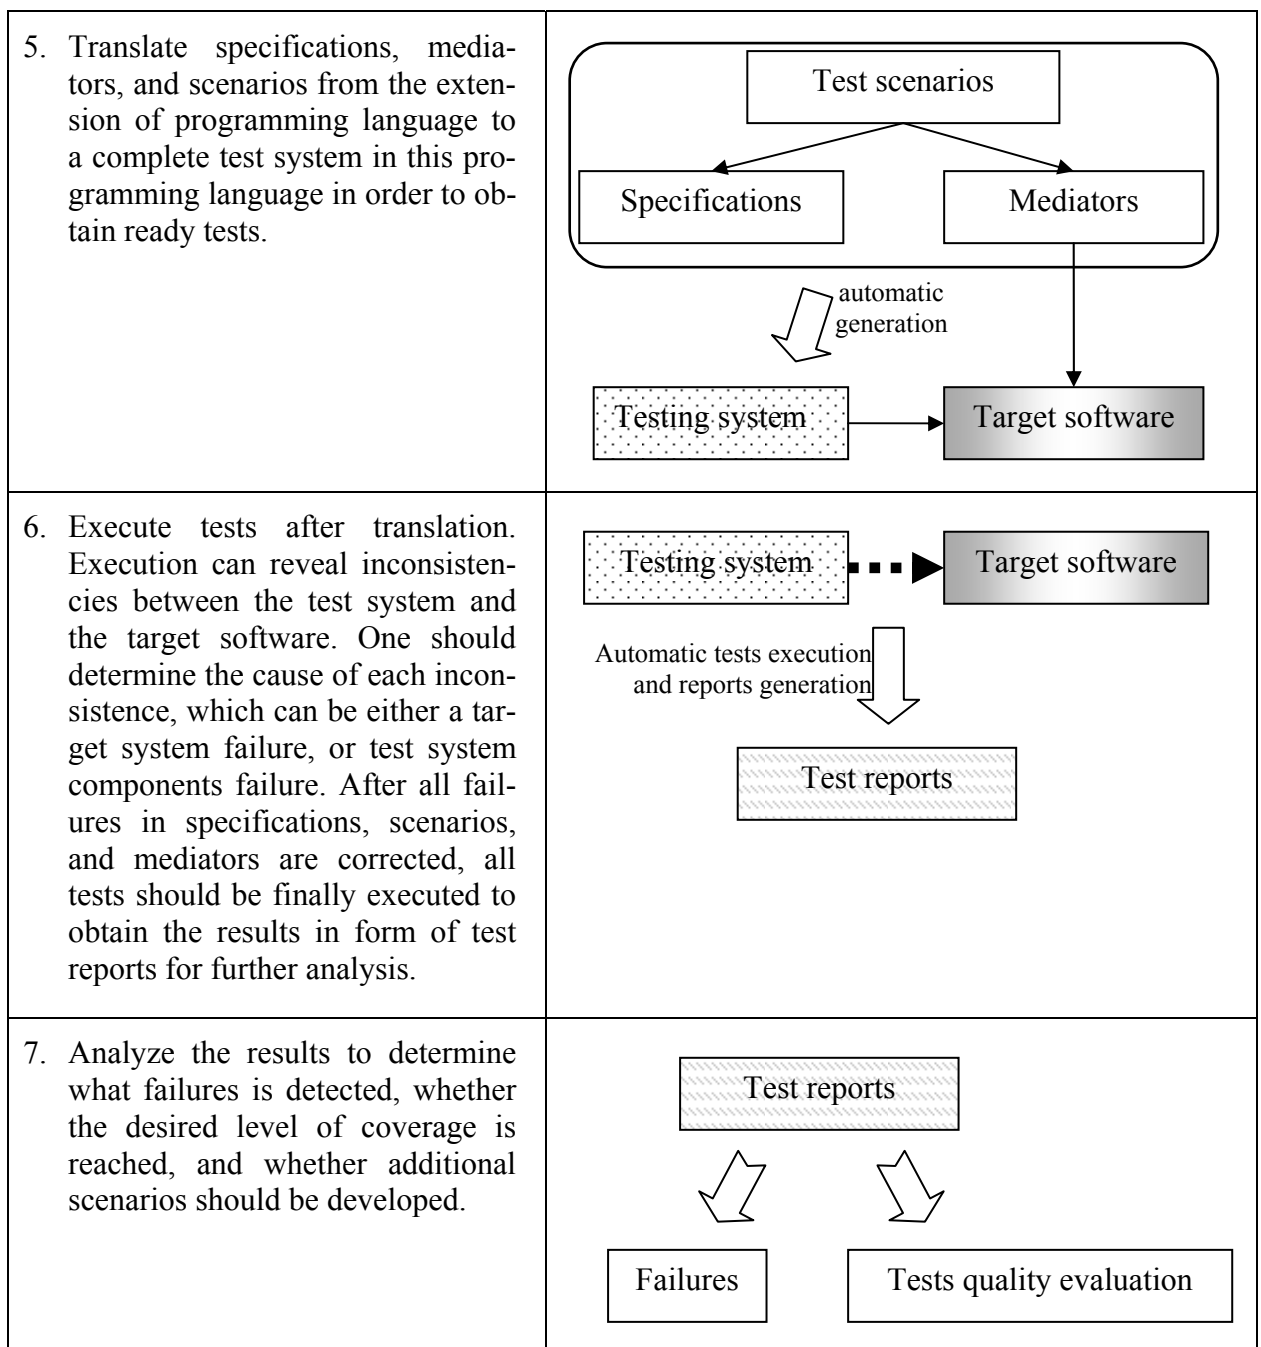 5. Translate specifications, media-
tors, and scenarios from the exten-
sion of programming language to
a complete test system in this pro-
gramming language in order to ob-
tain ready tests.
Test scenarios
Specifications
Mediators
automatic
generation
Testing system
Target software
6. Execute tests after translation.
Execution can reveal inconsisten-
cies between the test system and
the target software. One should
determine the cause of each incon-
sistence, which can be either a tar-
get system failure, or test system
components failure. After all fail-
ures in specifications, scenarios,
and mediators are corrected, all
tests should be finally executed to
obtain the results in form of test
reports for further analysis.
Testing system
Target software
Automatic tests execution
and reports generation
Test reports
7. Analyze the results to determine
what failures is detected, whether
the desired level of coverage is
reached, and whether additional
scenarios should be developed.
Test reports
Failures
Tests quality evaluation